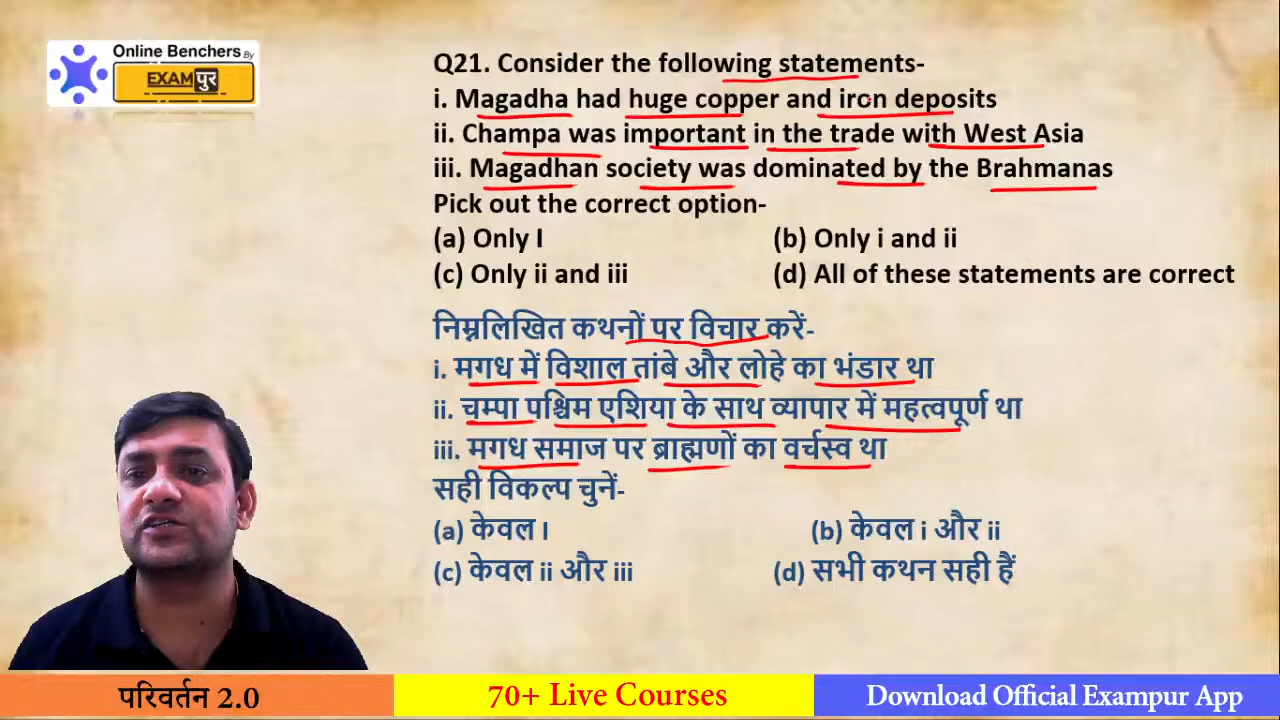 Online Benchers By
EXAMपुर
Q21. Consider the following statements-
i. Magadha had huge copper and iron deposits
ii. Champa was important in the trade with West Asia
iii. Magadhan society was dominated by the Brahmanas
Pick out the correct option-
(a) Only I (b) Only i and ii
(c) Only ii and iii (d) All of these statements are correct
निम्नलिखित कथनों पर विचार करें-
i. मगध में विशाल तांबे और लोहे का भंडार था
ii. चम्पा पश्चिम एशिया के साथ व्यापार में महत्वपूर्ण था
iii. मगध समाज पर ब्राह्मणों का वर्चस्व था
सही विकल्प चुनें-
(a) केवल I (b) केवल i और ii
(c) केवल ii और iii (d) सभी कथन सही हैं
परिवर्तन 2.0 70+ Live Courses Download Official Exampur App